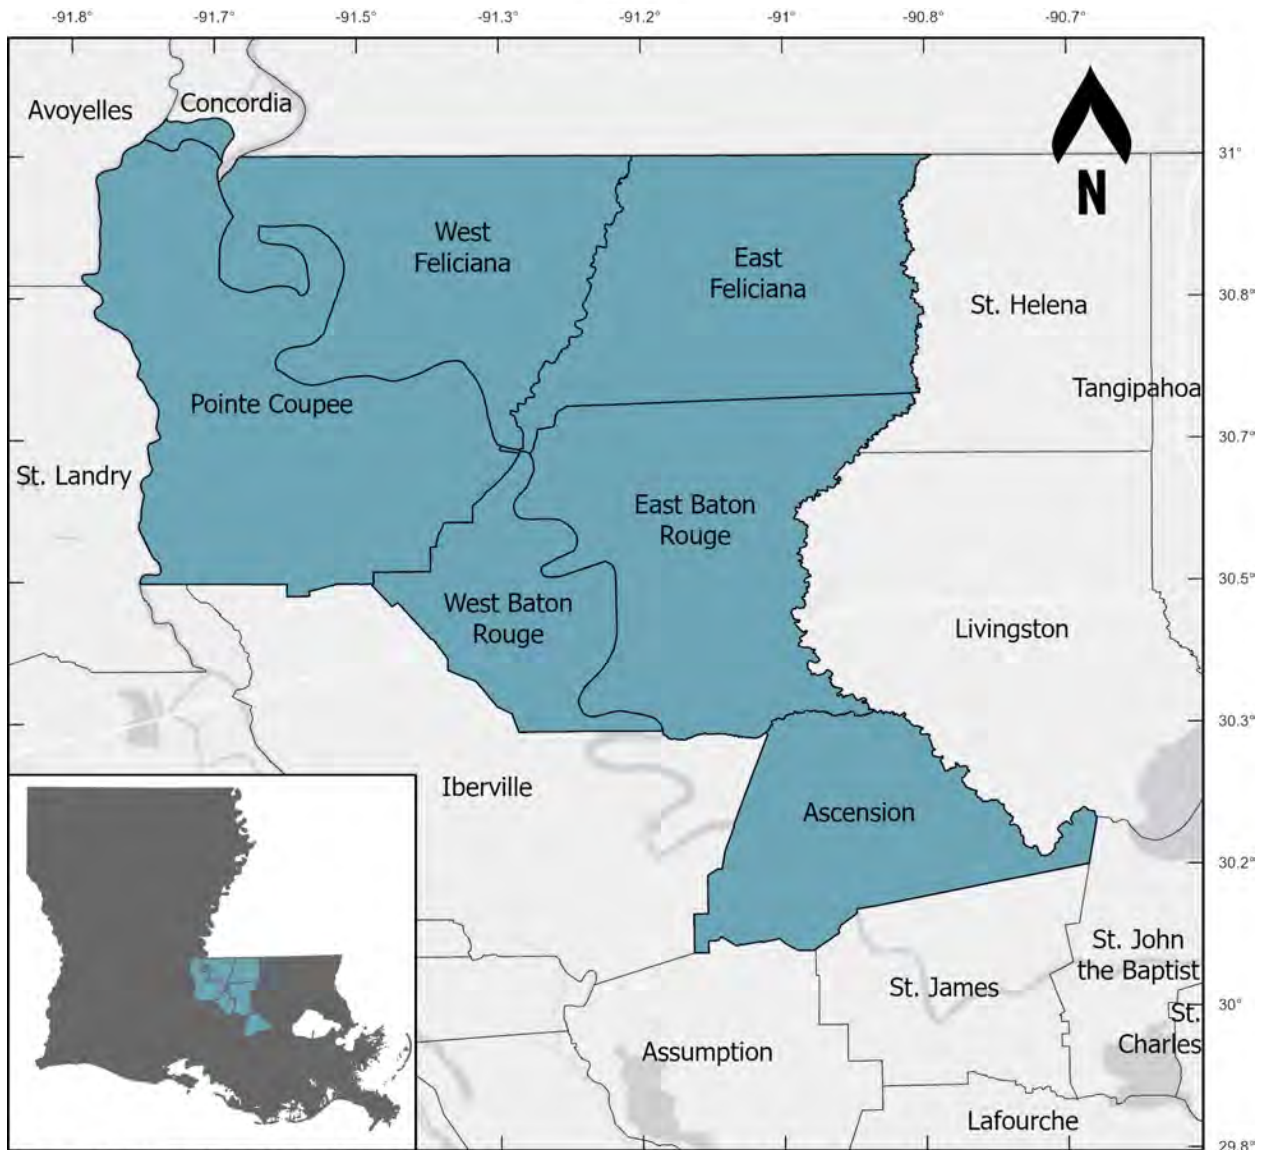 -91.8° -91.7° -91.5° -91.3° -91.2° -91° -90.8° -90.7°
Concordia
Avoyelles
31°
N
West
Feliciana
East
Feliciana
30.8°
St. Helena
Tangipahoa
Pointe Coupee
30.7°
St. Landry
East Baton
Rouge
30.5°
West Baton
Rouge
Livingston
30.3°
Iberville
Ascension
30.2°
St. John
the Baptist
St. James
30°
St.
Charles
Assumption
Lafourche
29.8°